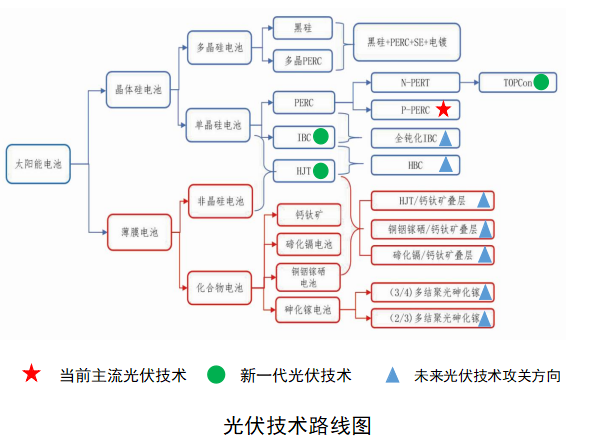 太阳能电池
晶体硅电池
薄膜电池
多晶硅电池
单晶硅电池
非晶硅电池
化合物电池
黑硅
多晶PERC
黑硅+PERC+SE+电镀
PERC
IBC
HJT
N-PERT
TOPCon
P-PERC
全钝化IBC
HBC
钙钛矿
碲化镉电池
铜铟镓硒
电池
砷化镓电池
HJT/钙钛矿叠层
铜铟镓硒/钙钛矿叠层
碲化镉/钙钛矿叠层
(3/4)多结聚光砷化镓
(2/3)多结聚光砷化镓
当前主流光伏技术
新一代光伏技术
未来光伏技术攻关方向
光伏技术路线图